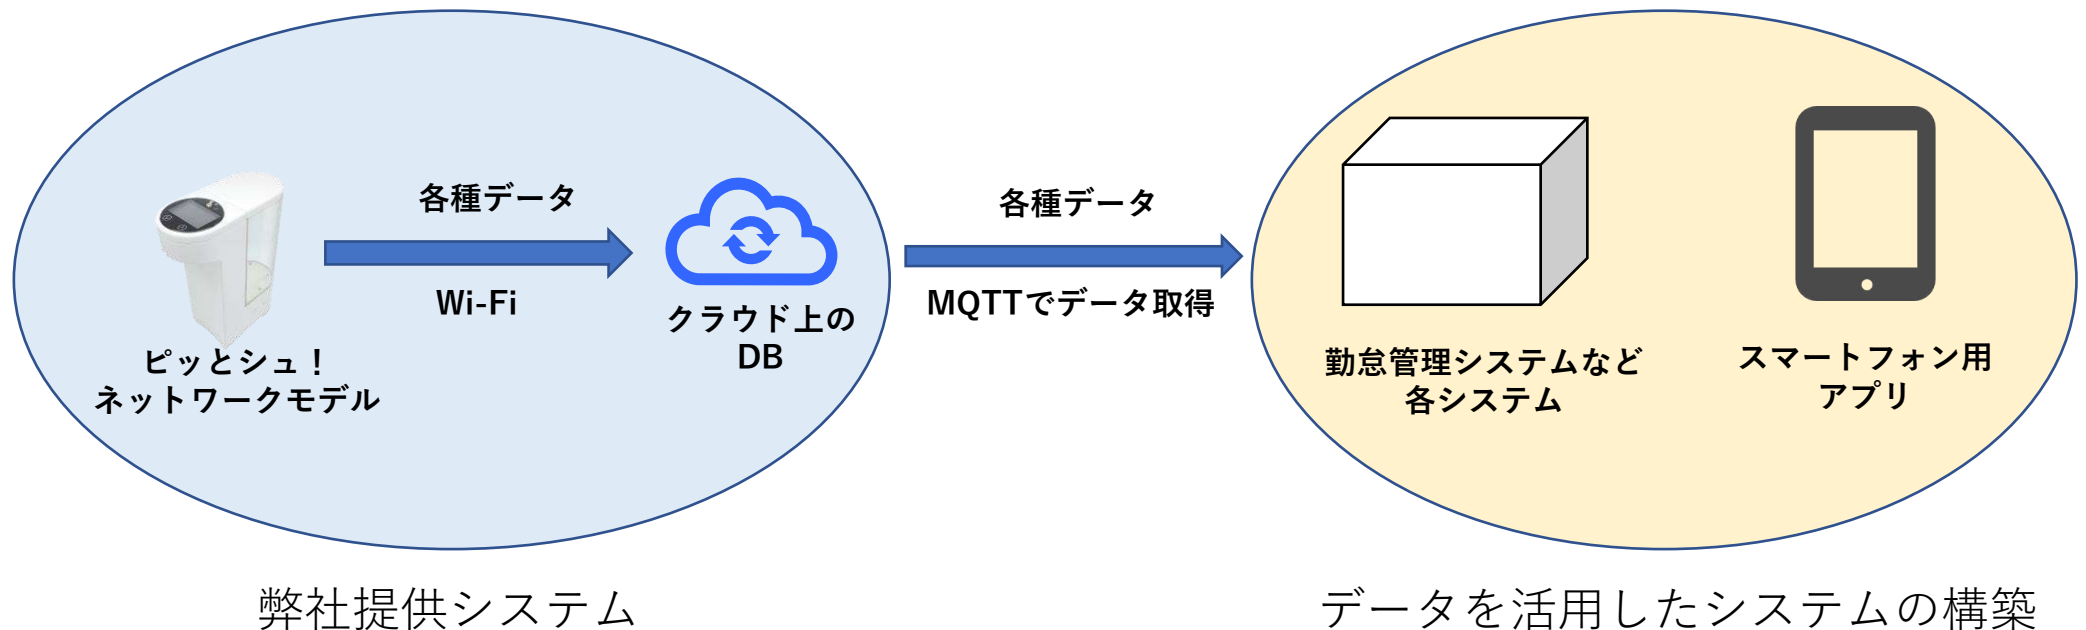 各種データ
Wi-Fi
ピッとシュ！
ネットワークモデル
クラウド上の
DB
各種データ
MQTTでデータ取得
勤怠管理システムなど
各システム
スマートフォン用
アプリ
弊社提供システム
データを活用したシステムの構築